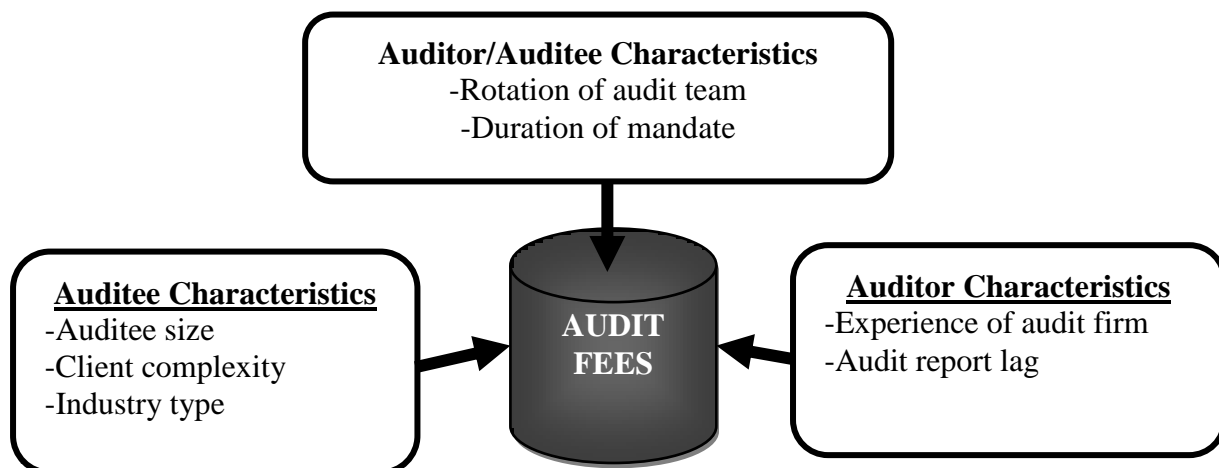 Auditor/Auditee Characteristics
-Rotation of audit team
-Duration of mandate
Auditee Characteristics
-Auditee size
-Client complexity
-Industry type
AUDIT
FEES
Auditor Characteristics
-Experience of audit firm
-Audit report lag